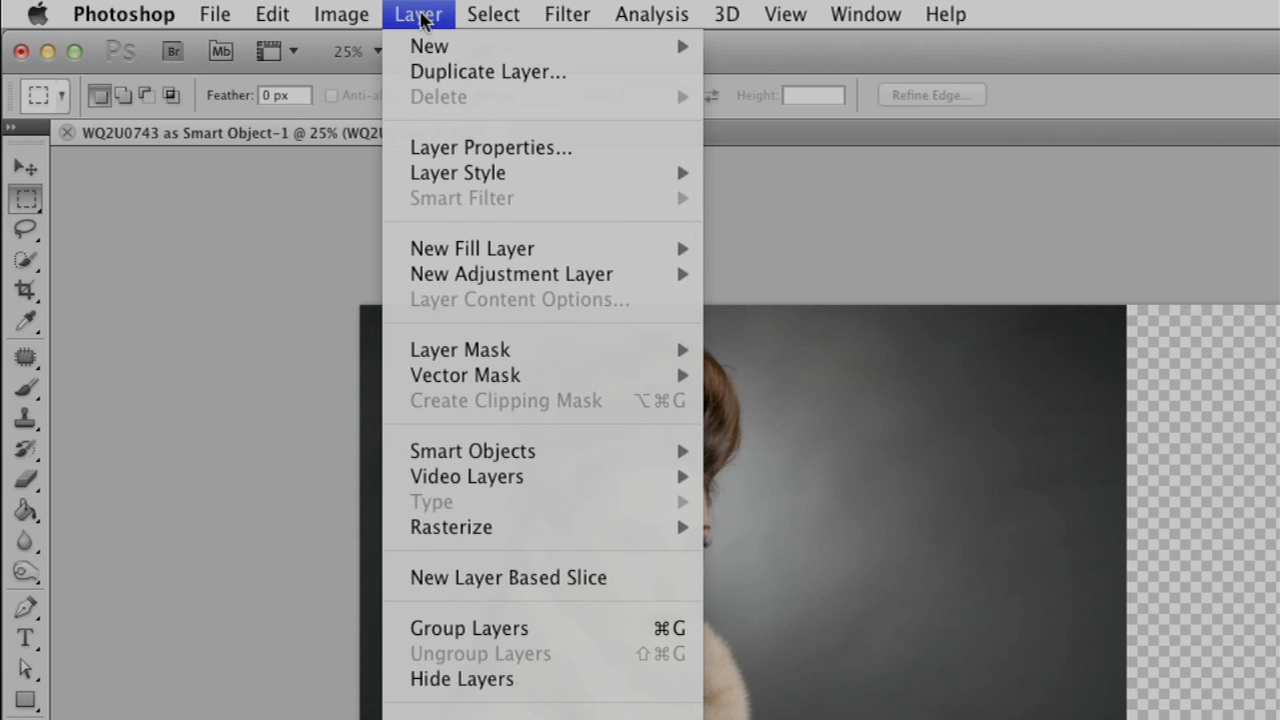 Photoshop File Edit Image Layer Select Filter Analysis 3D View Window Help
Ps Br Mb 25%
Feather: 0 px Height: Refine Edge...
WQ2U0743 as Smart Object-1 @ 25%
New
Duplicate Layer...
Delete
Layer Properties...
Layer Style
Smart Filter
New Fill Layer
New Adjustment Layer
Layer Content Options...
Layer Mask
Vector Mask
Create Clipping Mask ⌥⌘G
Smart Objects
Video Layers
Type
Rasterize
New Layer Based Slice
Group Layers ⌘G
Ungroup Layers ⇧⌘G
Hide Layers
T